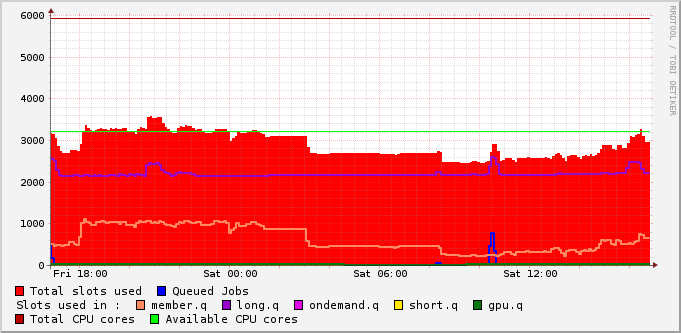 6000
5000
4000
3000
2000
1000
0
Fri 18:00 Sat 00:00 Sat 06:00 Sat 12:00
RRDTOOL / TOBI OETIKER
Total slots used Queued Jobs
Slots used in : member.q long.q ondemand.q short.q gpu.q
Total CPU cores Available CPU cores